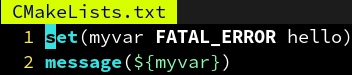 CMakeLists.txt
1 set(myvar FATAL_ERROR hello)
2 message(${myvar})